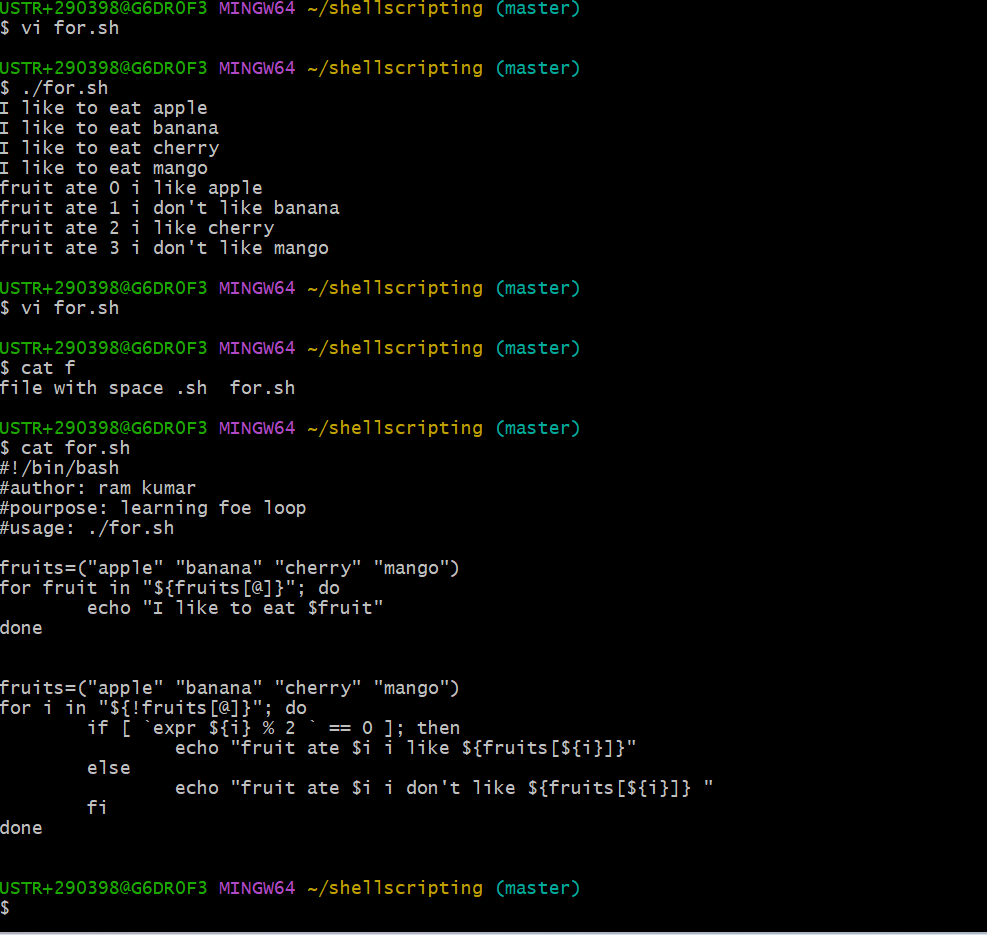 USTR+290398@G6DROF3 MINGW64 ~/shellscripting (master)
$ vi for.sh

USTR+290398@G6DROF3 MINGW64 ~/shellscripting (master)
$ ./for.sh
I like to eat apple
I like to eat banana
I like to eat cherry
I like to eat mango
fruit ate 0 i like apple
fruit ate 1 i don't like banana
fruit ate 2 i like cherry
fruit ate 3 i don't like mango

USTR+290398@G6DROF3 MINGW64 ~/shellscripting (master)
$ vi for.sh

USTR+290398@G6DROF3 MINGW64 ~/shellscripting (master)
$ cat f
file with space .sh  for.sh

USTR+290398@G6DROF3 MINGW64 ~/shellscripting (master)
$ cat for.sh
#!/bin/bash
#author: ram kumar
#pourpose: learning foe loop
#usage: ./for.sh

fruits=("apple" "banana" "cherry" "mango")
for fruit in "${fruits[@]}"; do
        echo "I like to eat $fruit"
done


fruits=("apple" "banana" "cherry" "mango")
for i in "${!fruits[@]}"; do
        if [ `expr ${i} % 2 ` == 0 ]; then
                echo "fruit ate $i i like ${fruits[${i}]}"
        else
                echo "fruit ate $i i don't like ${fruits[${i}]} "
        fi
done


USTR+290398@G6DROF3 MINGW64 ~/shellscripting (master)
$